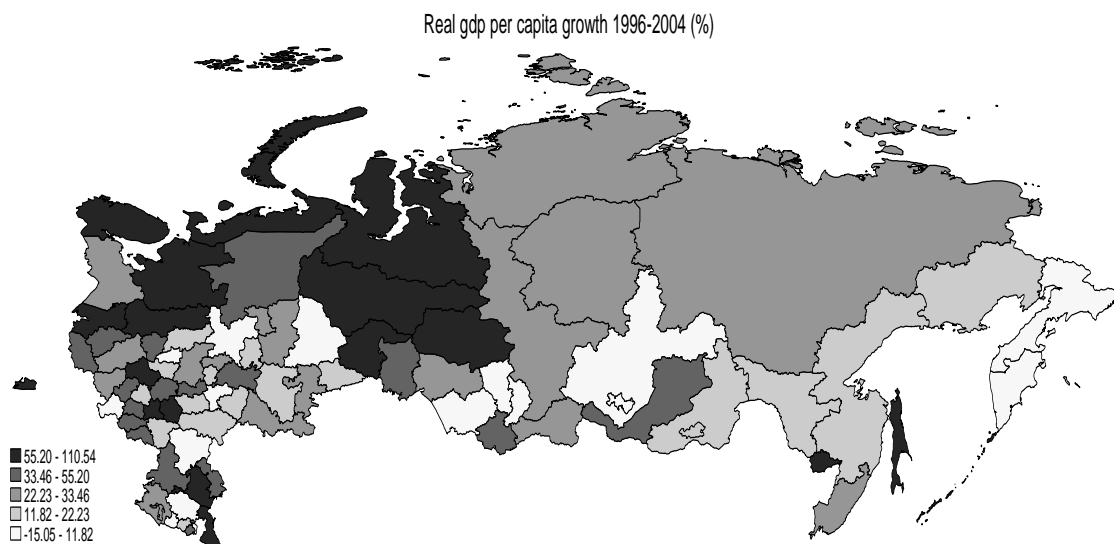 Real gdp per capita growth 1996-2004 (%)
55.20 - 110.54
33.46 - 55.20
22.23 - 33.46
11.82 - 22.23
-15.05 - 11.82